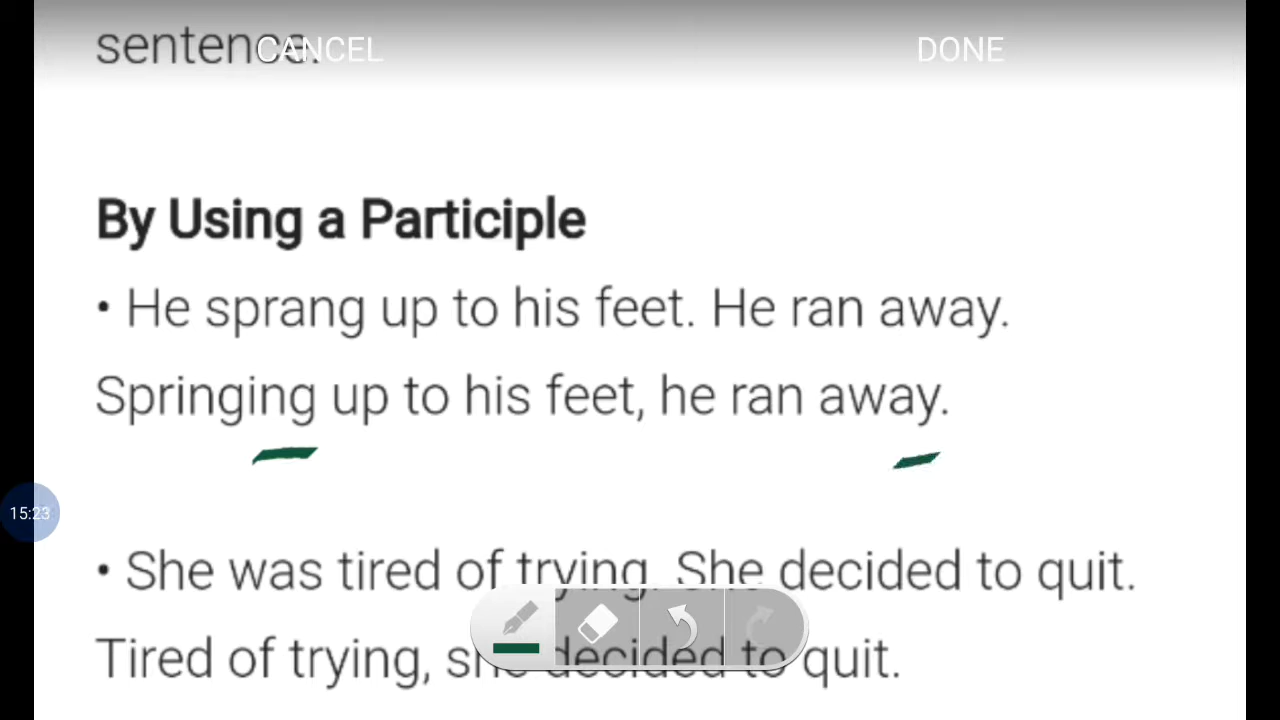 sentence.
CANCEL
DONE
By Using a Participle
• He sprang up to his feet. He ran away.
Springing up to his feet, he ran away.
15:23
• She was tired of trying. She decided to quit.
Tired of trying, she decided to quit.